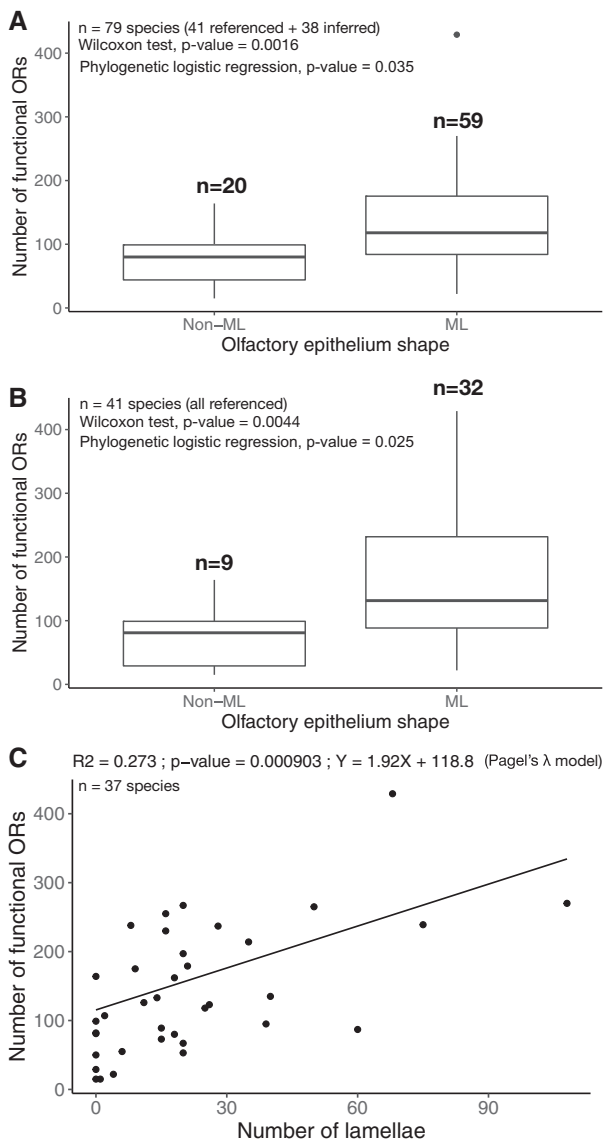 A
n = 79 species (41 referenced + 38 inferred)
Wilcoxon test, p-value = 0.0016
Phylogenetic logistic regression, p-value = 0.035
Number of functional ORs
400
300
200
100
0
n=20
n=59
Non−ML
ML
Olfactory epithelium shape
B
n = 41 species (all referenced)
Wilcoxon test, p-value = 0.0044
Phylogenetic logistic regression, p-value = 0.025
Number of functional ORs
400
300
200
100
0
n=9
n=32
Non−ML
ML
Olfactory epithelium shape
C
R2 = 0.273 ; p−value = 0.000903 ; Y = 1.92X + 118.8 (Pagel's λ model)
n = 37 species
Number of functional ORs
400
300
200
100
0
0 30 60 90
Number of lamellae